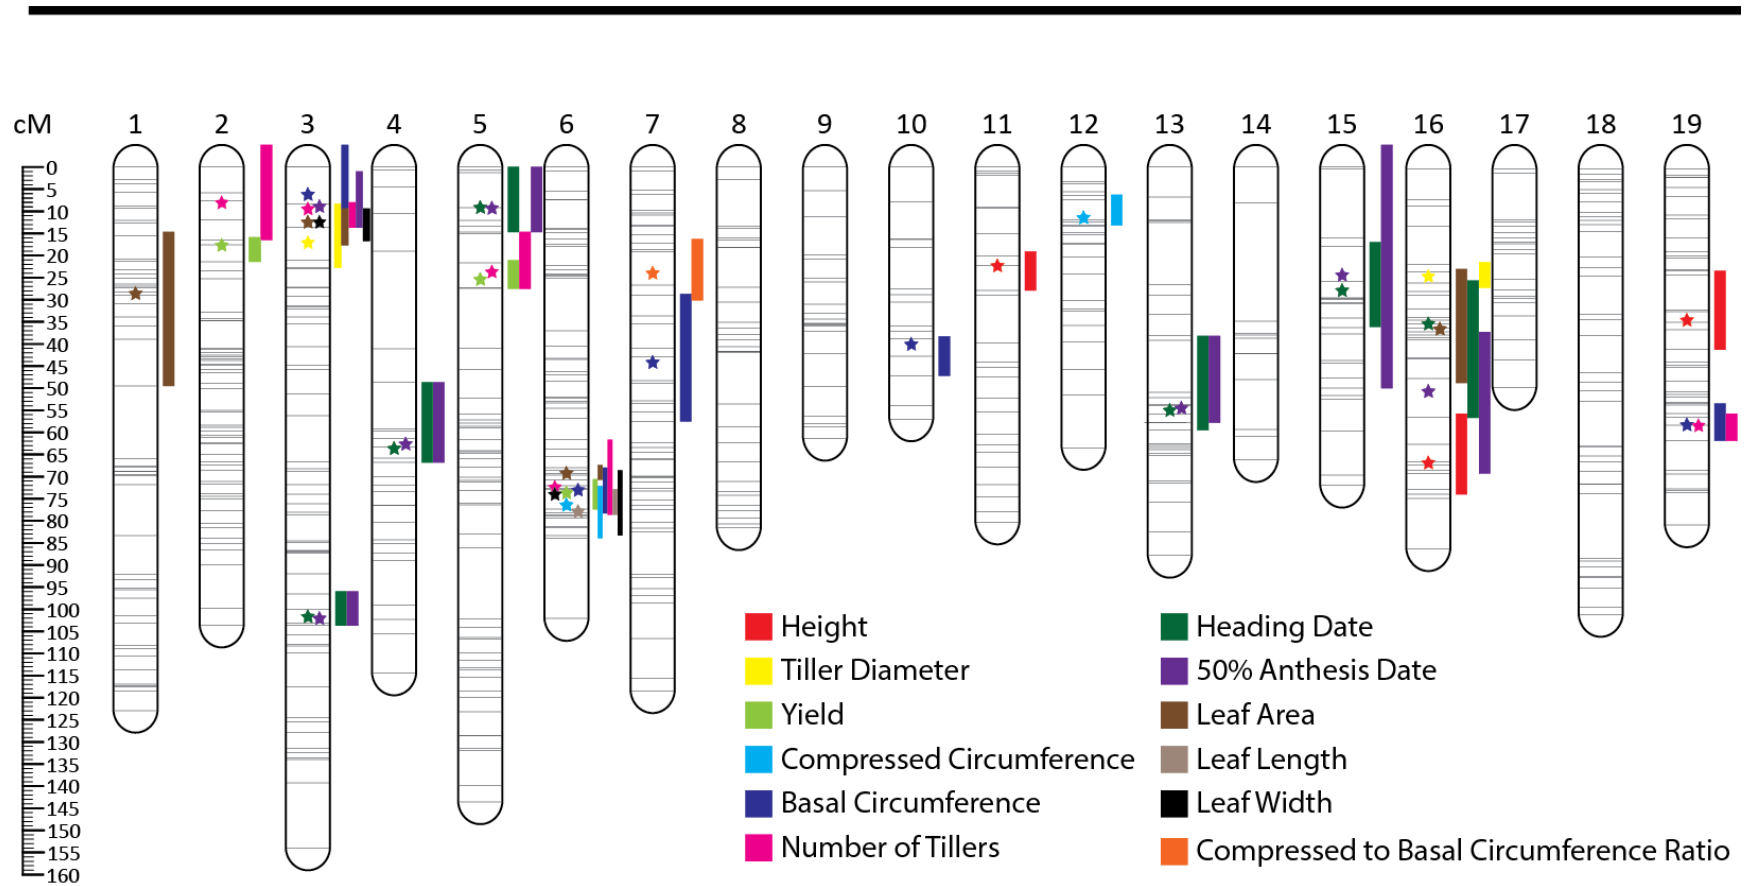 cM 1 2 3 4 5 6 7 8 9 10 11 12 13 14 15 16 17 18 19
0
5
10
15
20
25
30
35
40
45
50
55
60
65
70
75
80
85
90
95
100
105
110
115
120
125
130
135
140
145
150
155
160
Height
Tiller Diameter
Yield
Compressed Circumference
Basal Circumference
Number of Tillers
Heading Date
50% Anthesis Date
Leaf Area
Leaf Length
Leaf Width
Compressed to Basal Circumference Ratio